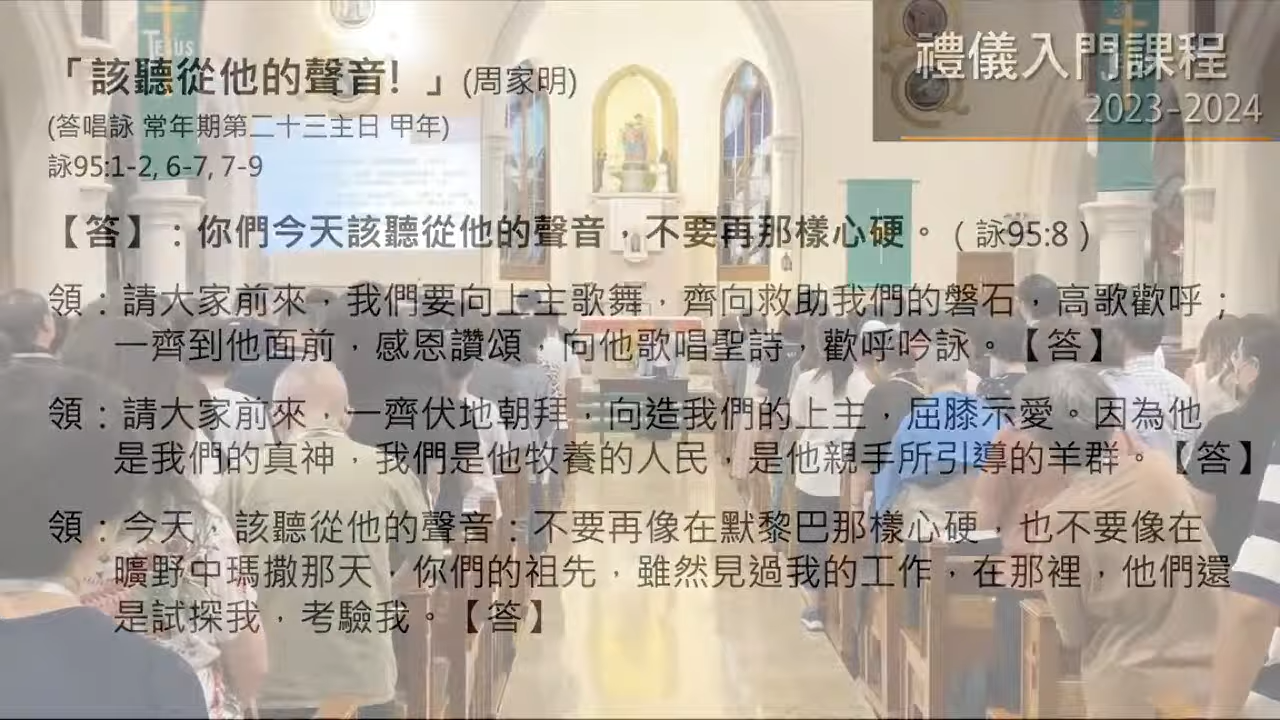 JESUS
禮儀入門課程
2023-2024
「該聽從他的聲音!」(周家明)
(答唱詠 常年期第二十三主日 甲年)
詠95:1-2, 6-7, 7-9
【答】:你們今天該聽從他的聲音,不要再那樣心硬。(詠95:8)
領:請大家前來,我們要向上主歌舞,齊向救助我們的磐石,高歌歡呼;
一齊到他面前,感恩讚頌,向他歌唱聖詩,歡呼吟詠。【答】
領:請大家前來,一齊伏地朝拜,向造我們的上主,屈膝示愛。因為他
是我們的真神,我們是他牧養的人民,是他親手所引導的羊群。【答】
領:今天,該聽從他的聲音:不要再像在默黎巴那樣心硬,也不要像在
曠野中瑪撒那天,你們的祖先,雖然見過我的工作,在那裡,他們還
是試探我,考驗我。【答】